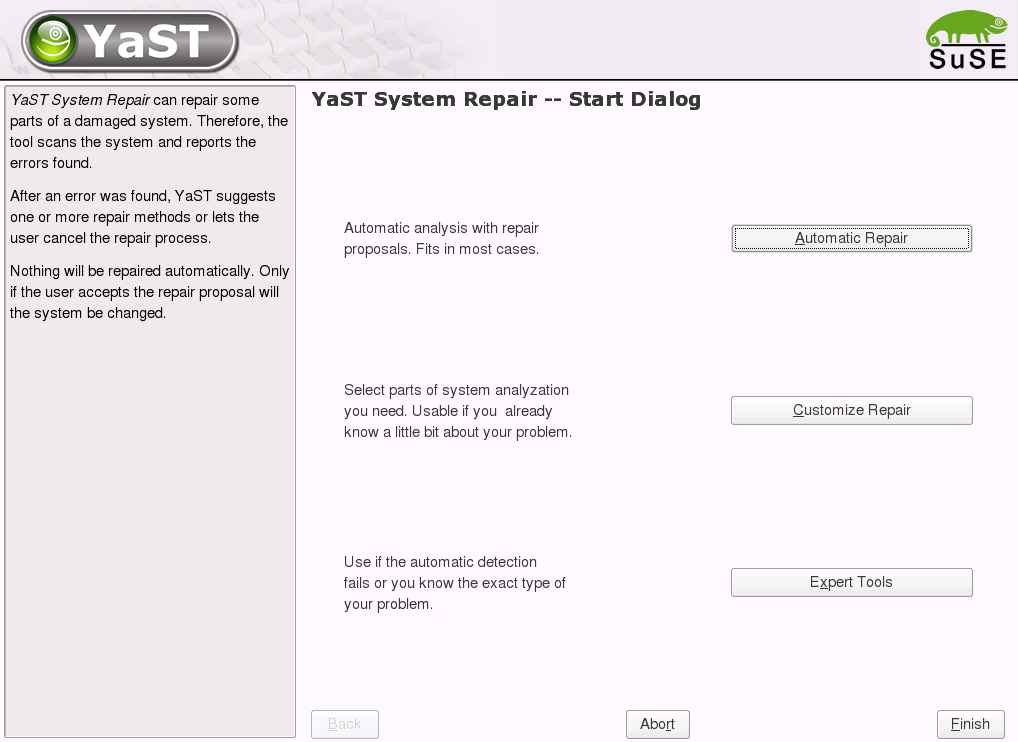 YaST
SuSE
YaST System Repair can repair some
parts of a damaged system. Therefore, the
tool scans the system and reports the
errors found.
After an error was found, YaST suggests
one or more repair methods or lets the
user cancel the repair process.
Nothing will be repaired automatically. Only
if the user accepts the repair proposal will
the system be changed.
YaST System Repair -- Start Dialog
Automatic analysis with repair
proposals. Fits in most cases.
Automatic Repair
Select parts of system analyzation
you need. Usable if you  already
know a little bit about your problem.
Customize Repair
Use if the automatic detection
fails or you know the exact type of
your problem.
Expert Tools
Back
Abort
Finish